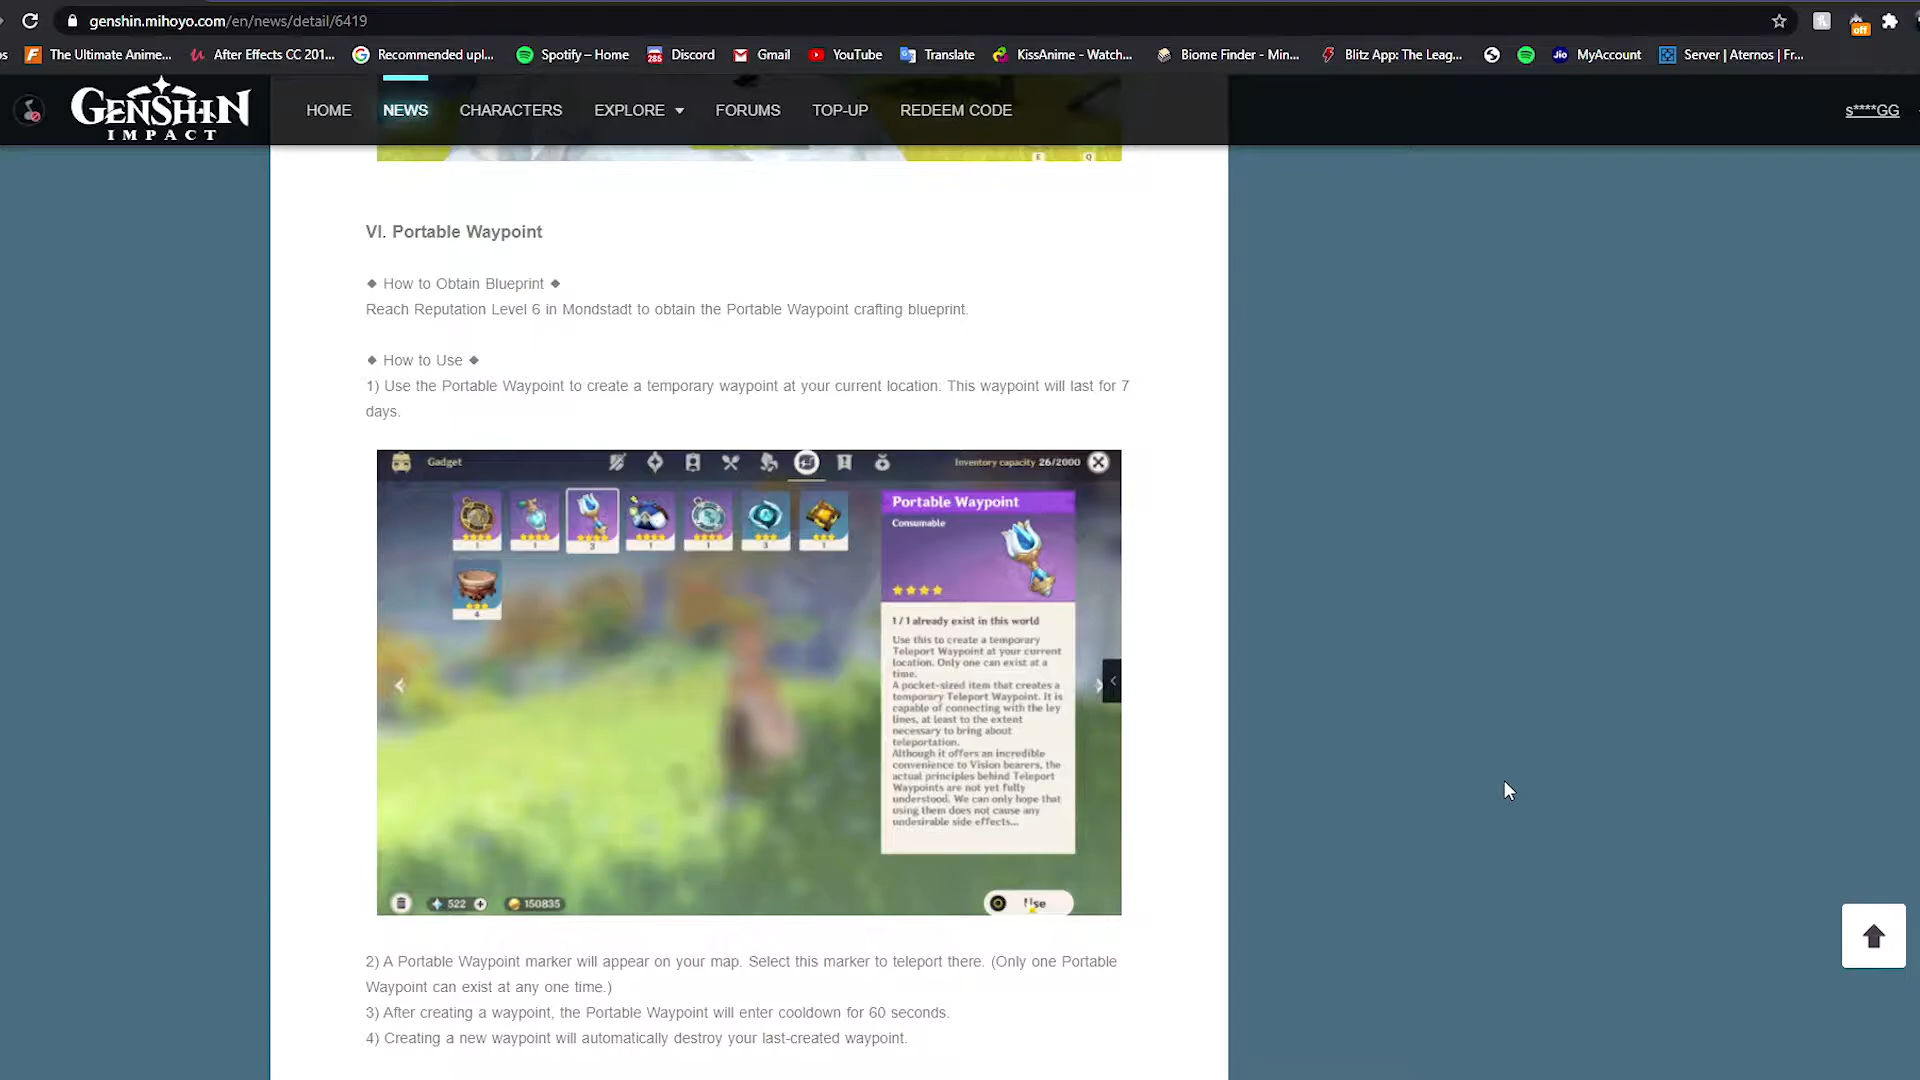 genshin.mihoyo.com/en/news/detail/6419
off
The Ultimate Anime...
After Effects CC 201...
Recommended upl...
Spotify – Home
285
Discord
Gmail
YouTube
Translate
KissAnime - Watch...
Biome Finder - Min...
Blitz App: The Leag...
Jio
MyAccount
Server | Aternos | Fr...
GENSHIN
IMPACT
HOME
NEWS
CHARACTERS
EXPLORE
FORUMS
TOP-UP
REDEEM CODE
s****GG
E
Q
VI. Portable Waypoint
◆ How to Obtain Blueprint ◆
Reach Reputation Level 6 in Mondstadt to obtain the Portable Waypoint crafting blueprint.
◆ How to Use ◆
1) Use the Portable Waypoint to create a temporary waypoint at your current location. This waypoint will last for 7
days.
Gadget
Inventory capacity 26/2000
1
1
3
1
1
3
1
4
Portable Waypoint
Consumable
1 / 1 already exist in this world
Use this to create a temporary
Teleport Waypoint at your current
location. Only one can exist at a
time.
A pocket-sized item that creates a
temporary Teleport Waypoint. It is
capable of connecting with the ley
lines, at least to the extent
necessary to bring about
teleportation.
Although it offers an incredible
convenience to Vision bearers, the
actual principles behind Teleport
Waypoints are not yet fully
understood. We can only hope that
using them does not cause any
undesirable side effects...
522
150835
Use
2) A Portable Waypoint marker will appear on your map. Select this marker to teleport there. (Only one Portable
Waypoint can exist at any one time.)
3) After creating a waypoint, the Portable Waypoint will enter cooldown for 60 seconds.
4) Creating a new waypoint will automatically destroy your last-created waypoint.